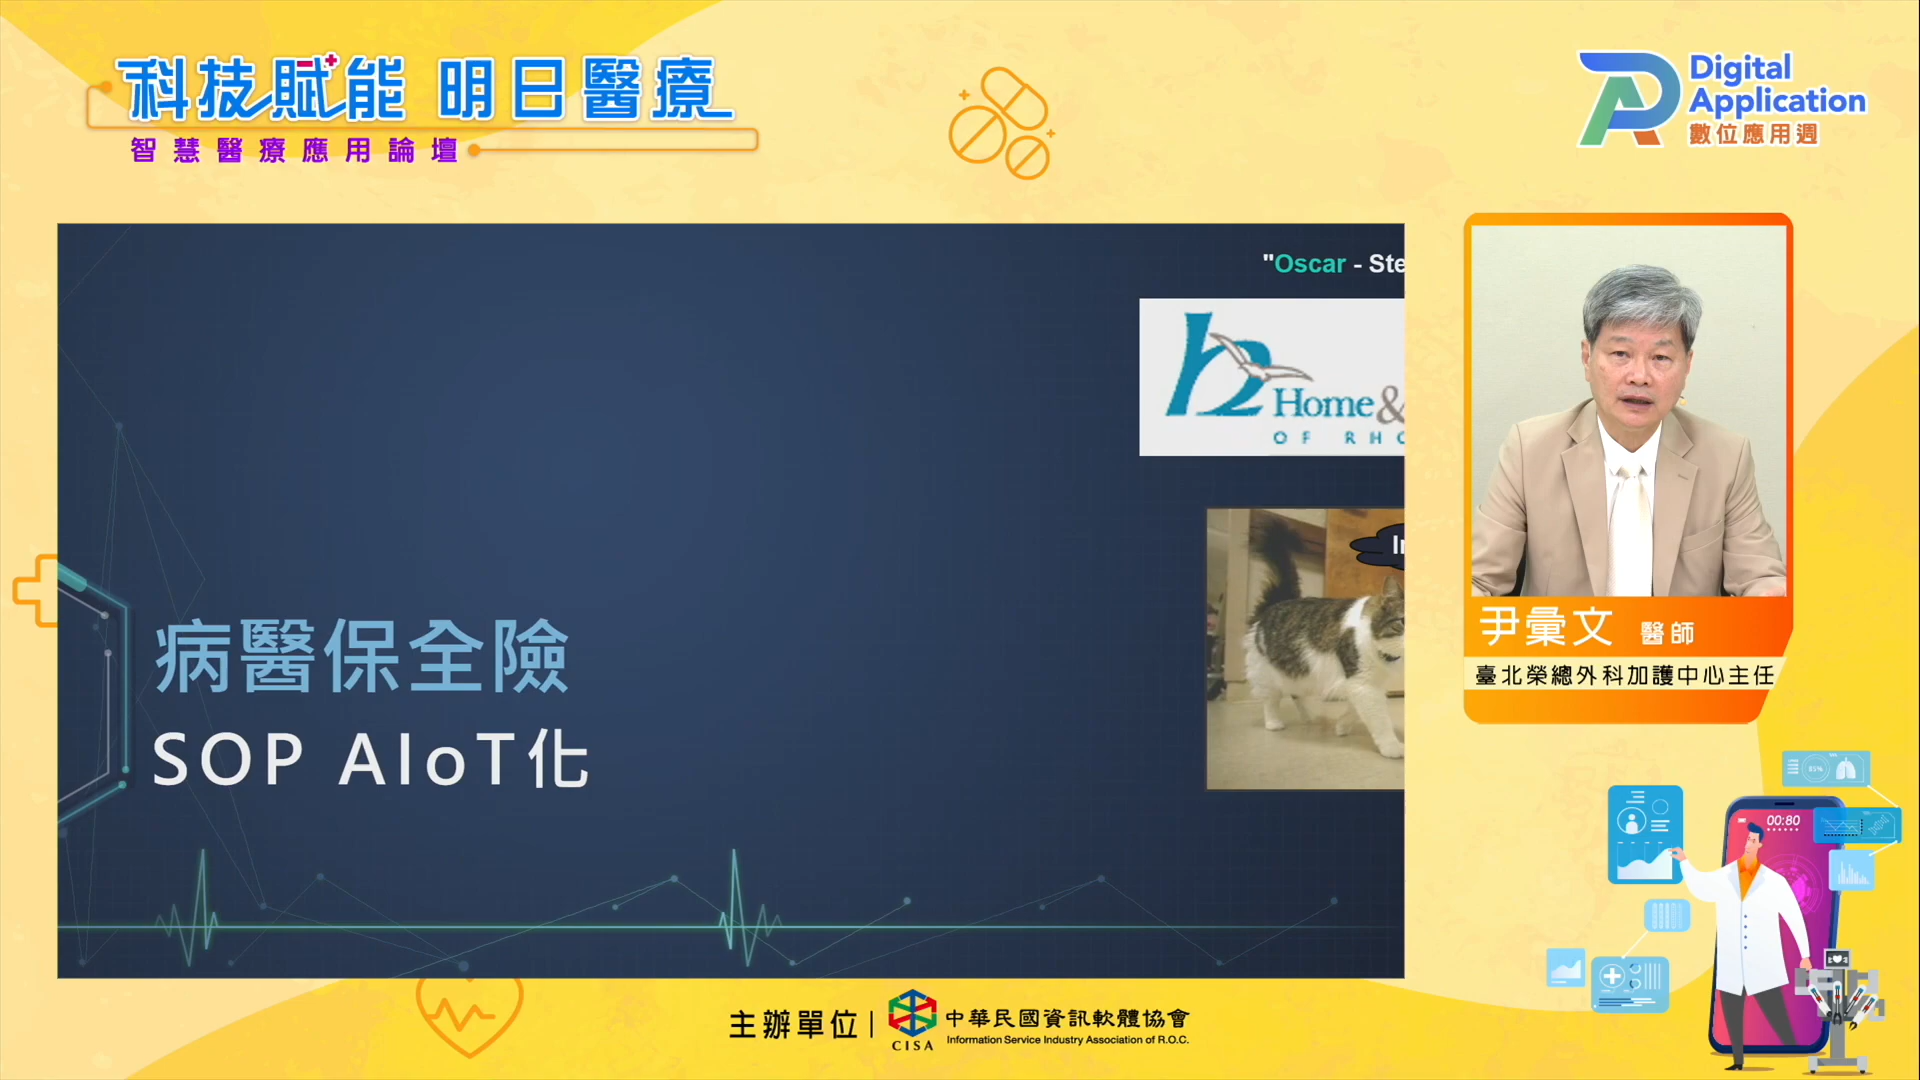 科技賦能 明日醫療
智慧醫療應用論壇
Digital
Application
數位應用週
"Oscar - Ste
Home &
OF RHO
In
病醫保全險
SOP AIoT化
尹彙文 醫師
臺北榮總外科加護中心主任
85%
00:80
主辦單位
CISA
中華民國資訊軟體協會
Information Service Industry Association of R.O.C.